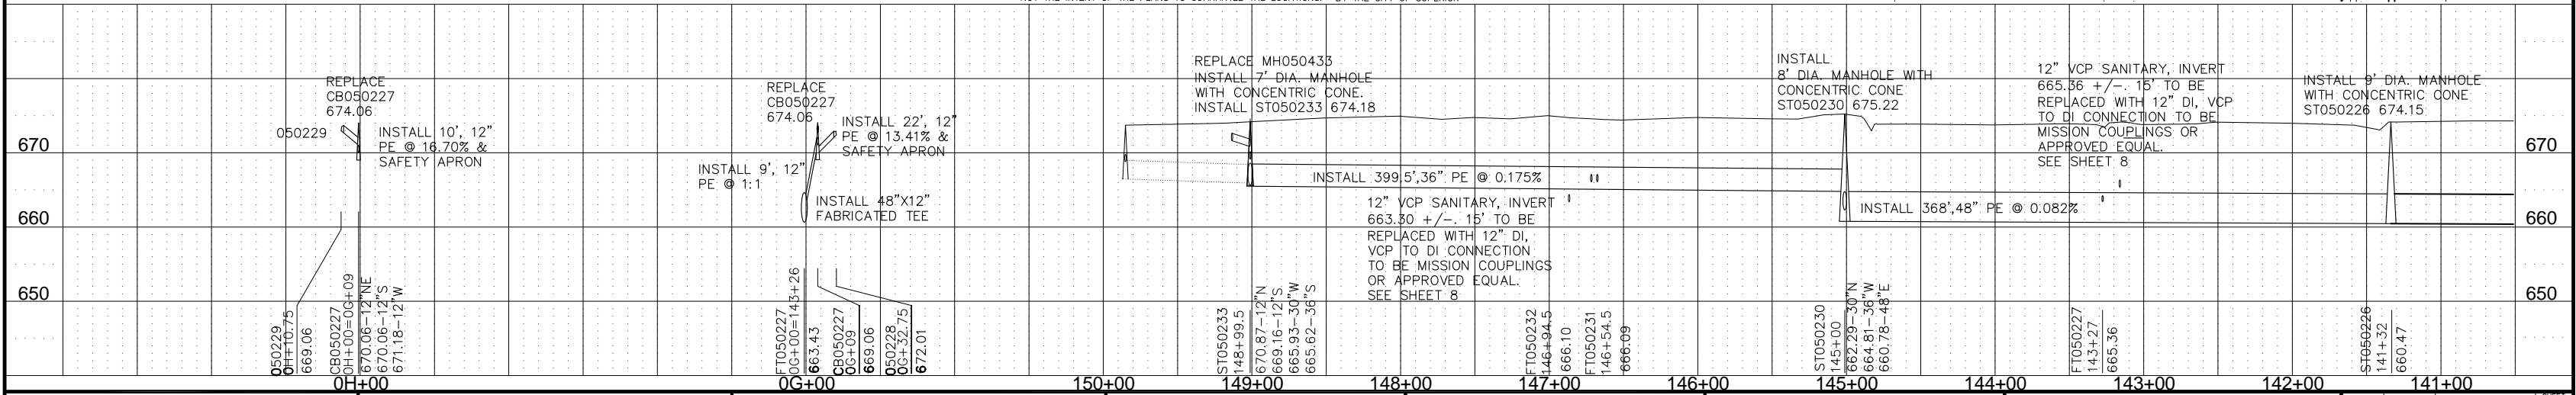 REPLACE
CB050227
674.06
050229
INSTALL 10', 12"
PE @ 16.70% &
SAFETY APRON
REPLACE
CB050227
674.06
INSTALL 22', 12"
PE @ 13.41% &
SAFETY APRON
INSTALL 9', 12"
PE @ 1:1
INSTALL 48"X12"
FABRICATED TEE
REPLACE MH050433
INSTALL 7' DIA. MANHOLE
WITH CONCENTRIC CONE.
INSTALL ST050233 674.18
INSTALL 399.5',36" PE @ 0.175%
12" VCP SANITARY, INVERT
663.30 +/-. 15' TO BE
REPLACED WITH 12" DI,
VCP TO DI CONNECTION
TO BE MISSION COUPLINGS
OR APPROVED EQUAL.
SEE SHEET 8
INSTALL
8' DIA. MANHOLE WITH
CONCENTRIC CONE
ST050230 675.22
INSTALL 368',48" PE @ 0.082%
12" VCP SANITARY, INVERT
665.36 +/-. 15' TO BE
REPLACED WITH 12" DI, VCP
TO DI CONNECTION TO BE
MISSION COUPLINGS OR
APPROVED EQUAL.
SEE SHEET 8
INSTALL 9' DIA. MANHOLE
WITH CONCENTRIC CONE
ST050226 674.15
670
660
650
670
660
650
050229
0H+10.75
669.06
CB050227
0H+00=0G+09
670.06-12"NE
670.06-12"S
671.18-12"W
FT050227
0G+00=143+26
663.43
CB050227
0G+09
669.06
050228
0G+32.75
672.01
ST050233
148+99.5
670.87-12"N
669.16-12"S
665.93-30"W
665.62-36"S
FT050232
146+94.5
666.10
FT050231
146+54.5
666.09
ST050230
145+00
662.29-30"N
664.81-36"W
660.78-48"E
FT050227
143+27
665.36
ST050226
141+32
660.47
0H+00
0G+00
150+00
149+00
148+00
147+00
146+00
145+00
144+00
143+00
142+00
141+00